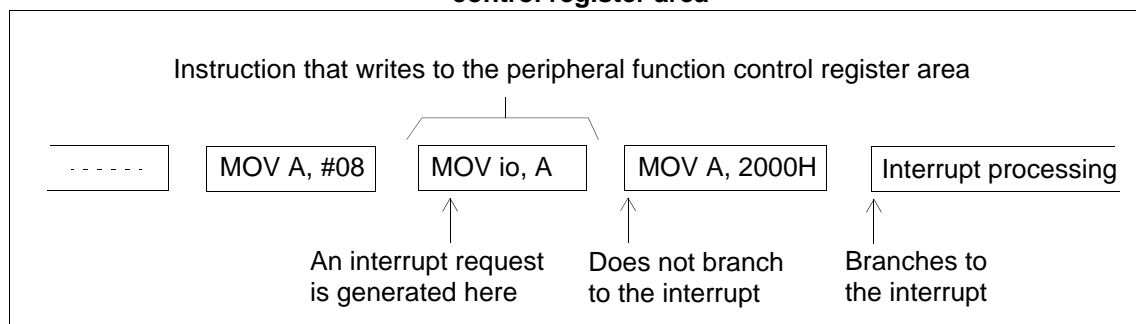 control register area
Instruction that writes to the peripheral function control register area
- - - - - -
MOV A, #08
MOV io, A
MOV A, 2000H
Interrupt processing
An interrupt request
is generated here
Does not branch
to the interrupt
Branches to
the interrupt